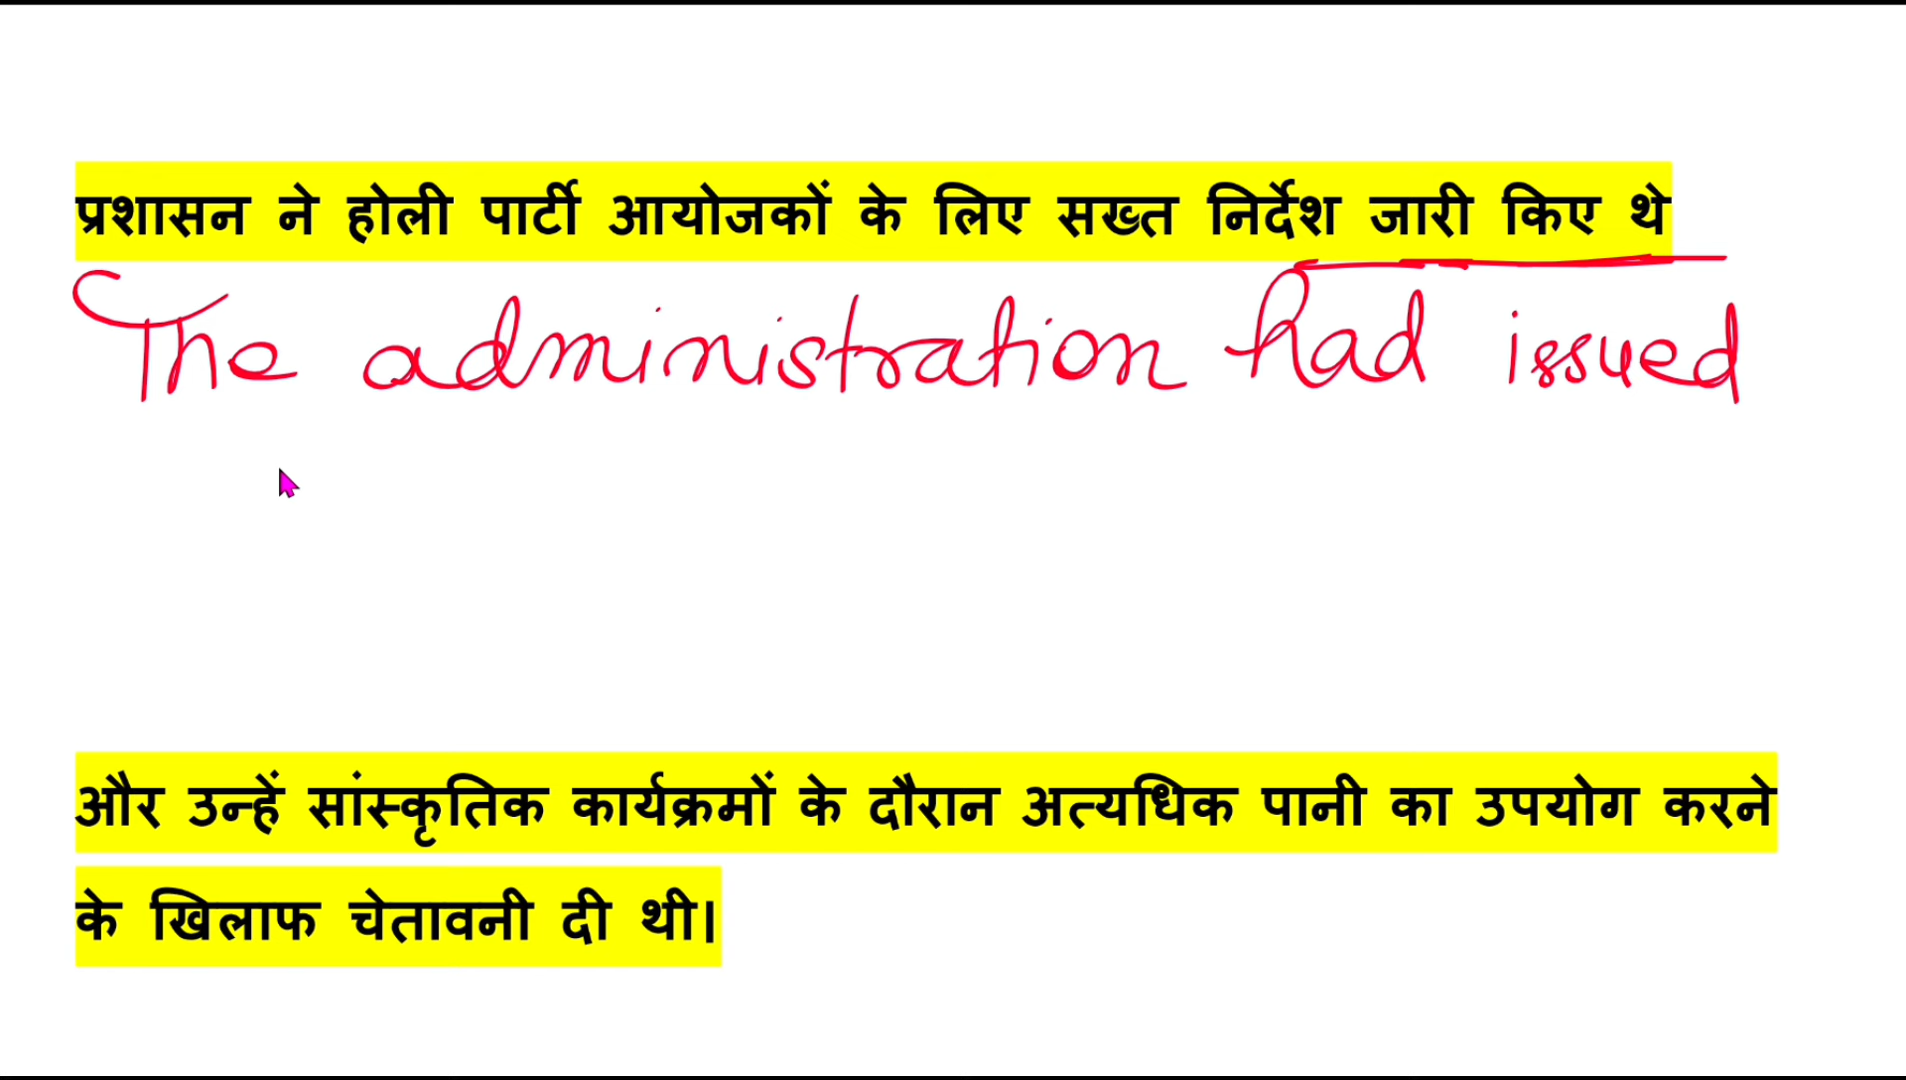 प्रशासन ने होली पार्टी आयोजकों के लिए सख्त निर्देश जारी किए थे
The administration had issued
और उन्हें सांस्कृतिक कार्यक्रमों के दौरान अत्यधिक पानी का उपयोग करने
के खिलाफ चेतावनी दी थी।